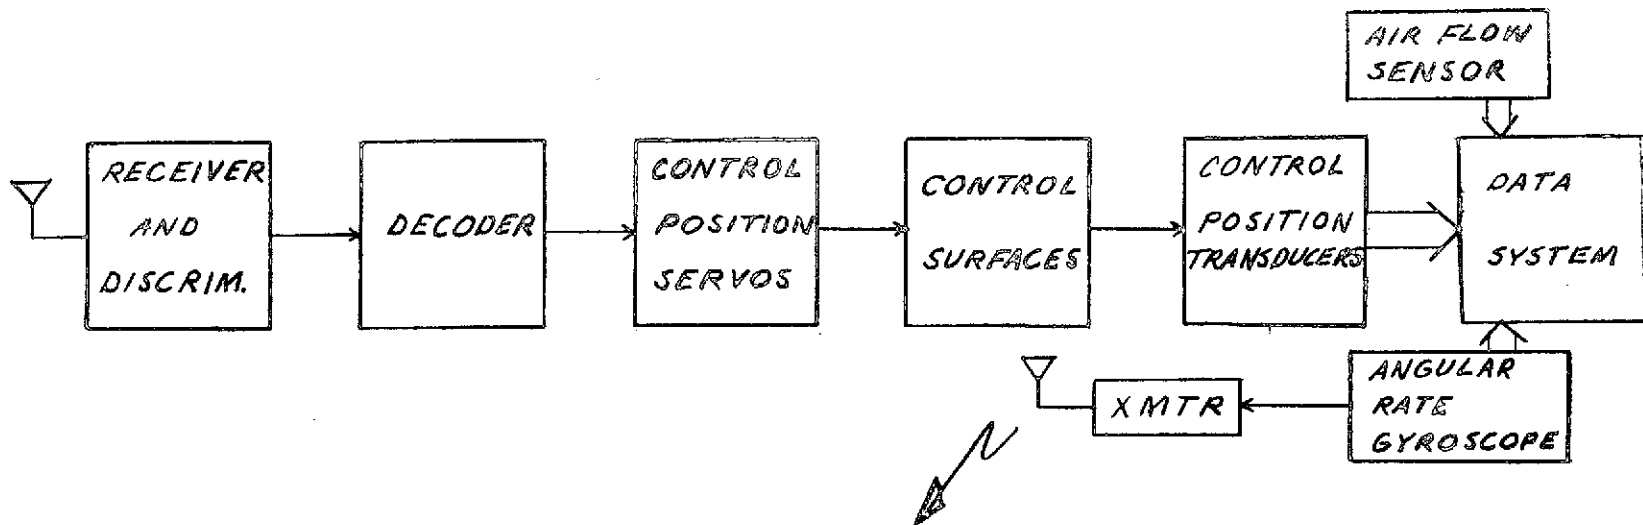 AIR FLOW
SENSOR
RECEIVER
AND
DISCRIM.
DECODER
CONTROL
POSITION
SERVOS
CONTROL
SURFACES
CONTROL
POSITION
TRANSDUCERS
DATA
SYSTEM
XMTR
ANGULAR
RATE
GYROSCOPE